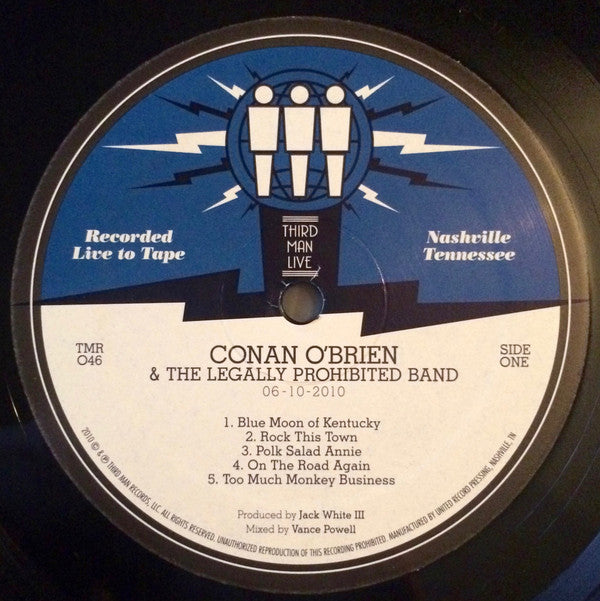 THIRD
MAN
LIVE
Recorded
Live to Tape
Nashville
Tennessee
TMR
046
SIDE
ONE
CONAN O'BRIEN
& THE LEGALLY PROHIBITED BAND
06-10-2010
1. Blue Moon of Kentucky
2. Rock This Town
3. Polk Salad Annie
4. On The Road Again
5. Too Much Monkey Business
Produced by Jack White III
Mixed by Vance Powell
2010 © & ℗ THIRD MAN RECORDS, LLC. ALL RIGHTS RESERVED. UNAUTHORIZED REPRODUCTION OF THIS RECORDING PROHIBITED. MANUFACTURED BY UNITED RECORD PRESSING, NASHVILLE, TN